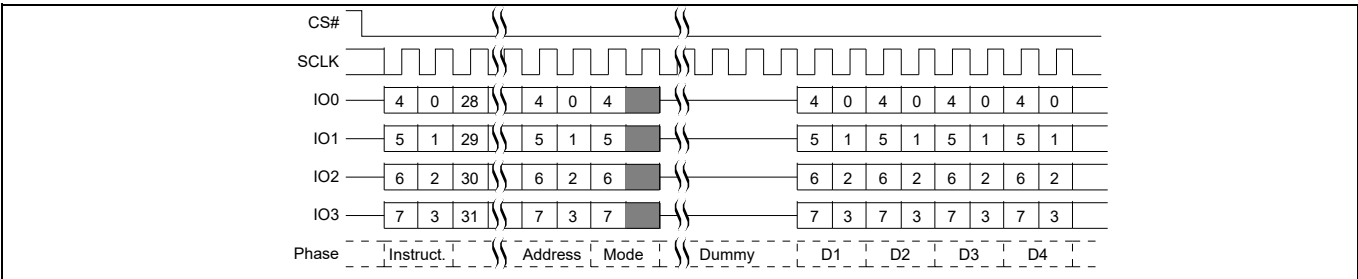 CS#
SCLK
IO0 4 0 28 4 0 4 4 0 4 0 4 0 4 0
IO1 5 1 29 5 1 5 5 1 5 1 5 1 5 1
IO2 6 2 30 6 2 6 6 2 6 2 6 2 6 2
IO3 7 3 31 7 3 7 7 3 7 3 7 3 7 3
Phase Instruct. Address Mode Dummy D1 D2 D3 D4